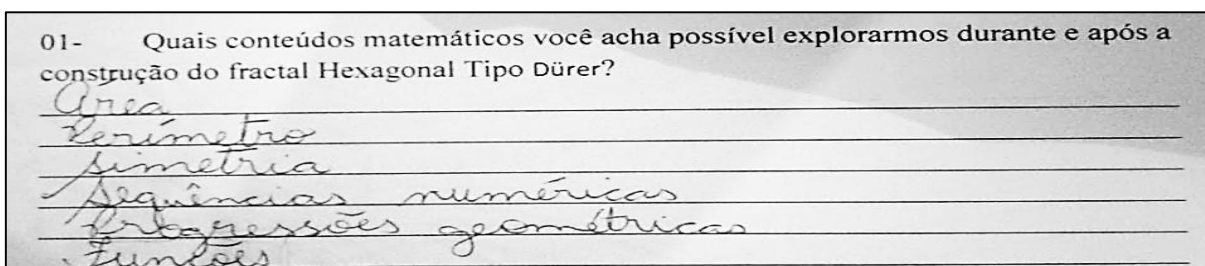 01- Quais conteúdos matemáticos você acha possível explorarmos durante e após a
construção do fractal Hexagonal Tipo Dürer?
Área
Perímetro
Simetria
Sequências numéricas
Progressões geométricas
Funções